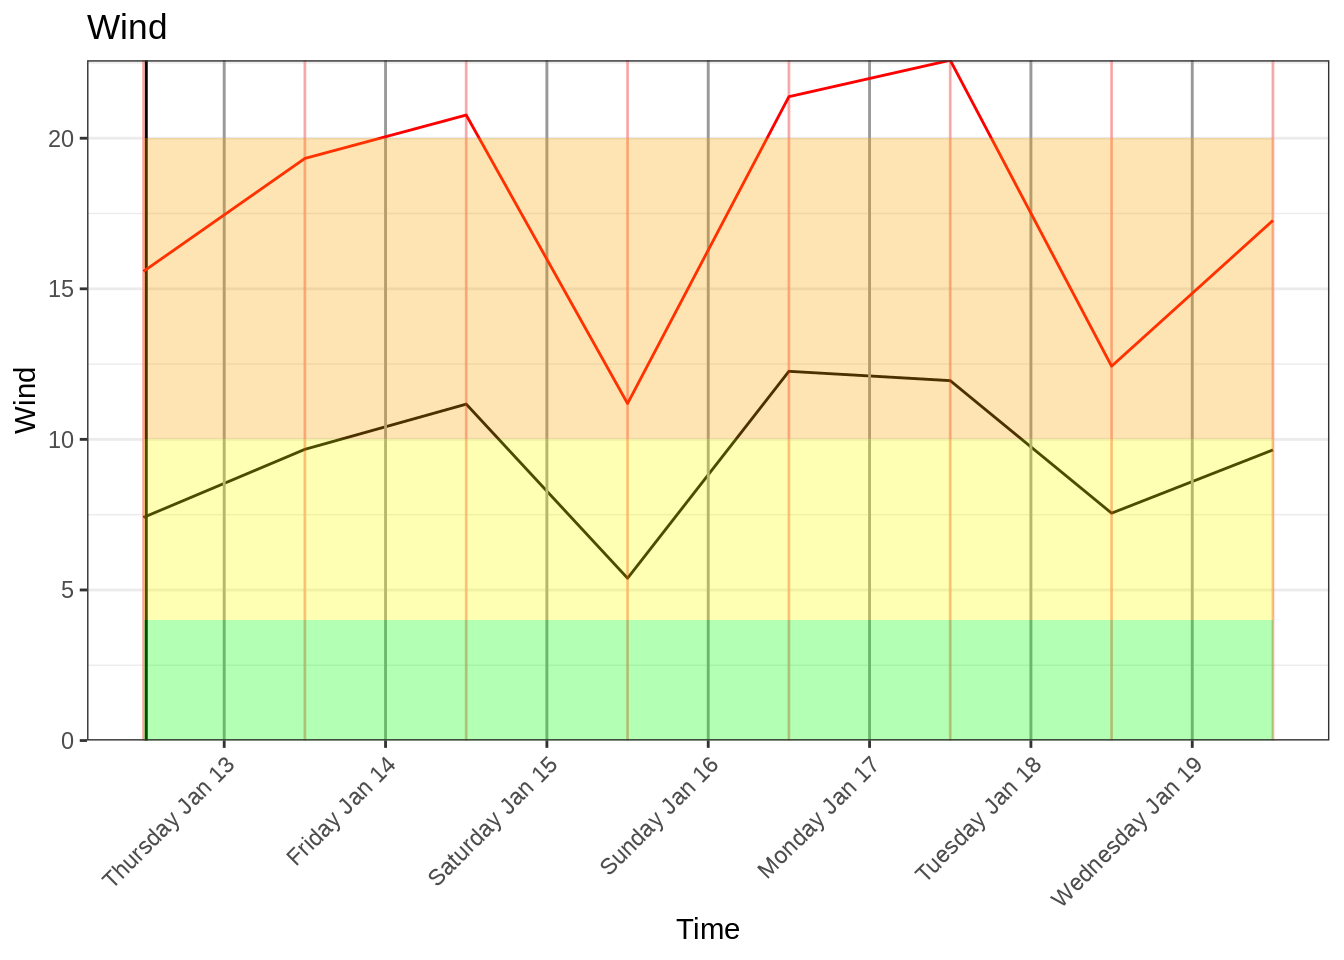 Wind
Wind
20
15
10
5
0
Thursday Jan 13
Friday Jan 14
Saturday Jan 15
Sunday Jan 16
Monday Jan 17
Tuesday Jan 18
Wednesday Jan 19
Time